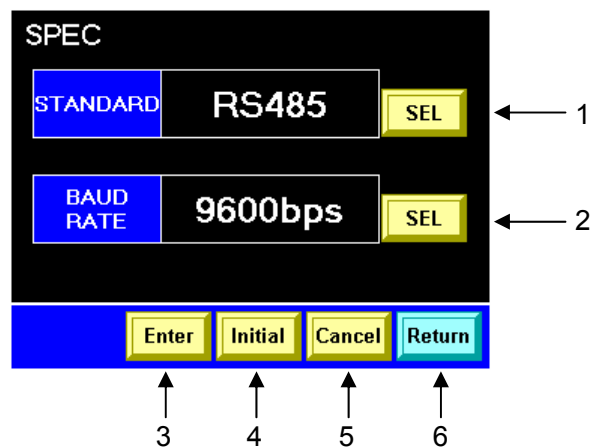 SPEC
STANDARD RS485 SEL 1
BAUD RATE 9600bps SEL 2
Enter Initial Cancel Return
3 4 5 6